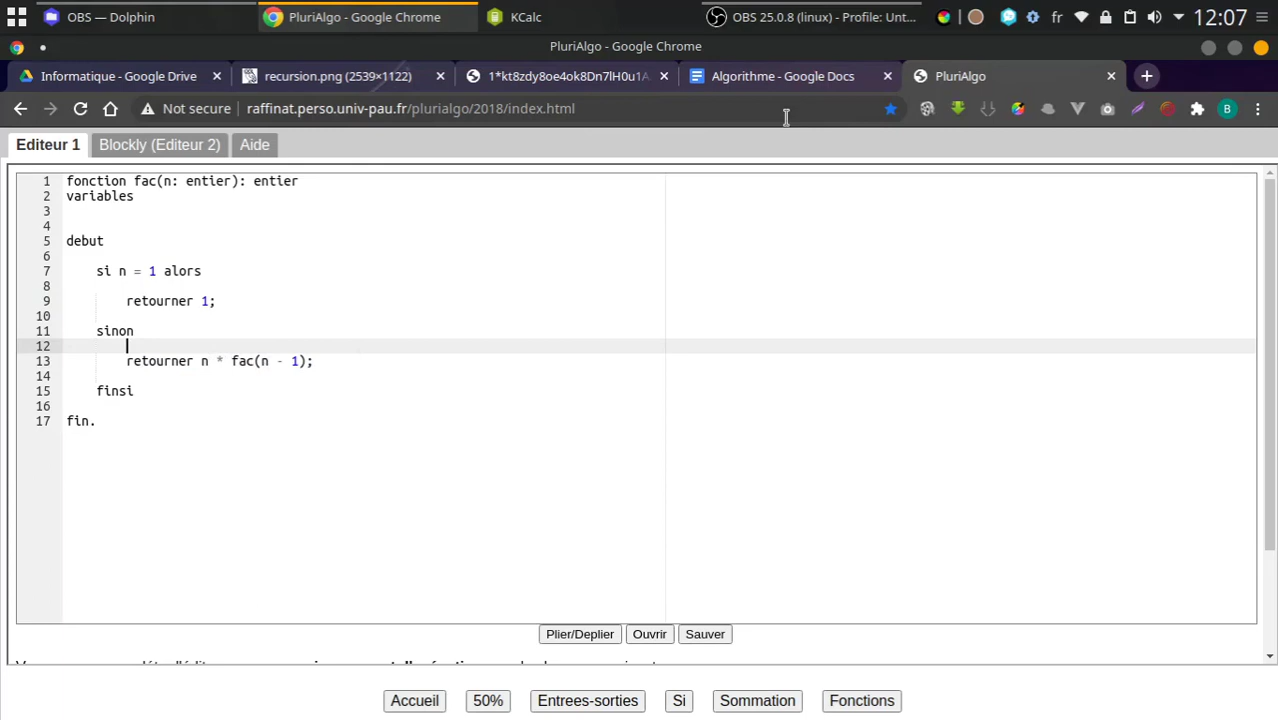 OBS — Dolphin
PluriAlgo - Google Chrome
KCalc
OBS 25.0.8 (linux) - Profile: Unt...
fr
12:07
PluriAlgo - Google Chrome
Informatique - Google Drive
recursion.png (2539×1122)
1*kt8zdy8oe4ok8Dn7lH0u1A
Algorithme - Google Docs
PluriAlgo
Not secure
raffinat.perso.univ-pau.fr/plurialgo/2018/index.html
B
Editeur 1
Blockly (Editeur 2)
Aide
1 fonction fac(n: entier): entier
2 variables
3
4
5 debut
6
7 si n = 1 alors
8
9 retourner 1;
10
11 sinon
12
13 retourner n * fac(n - 1);
14
15 finsi
16
17 fin.
Plier/Deplier
Ouvrir
Sauver
Accueil
50%
Entrees-sorties
Si
Sommation
Fonctions